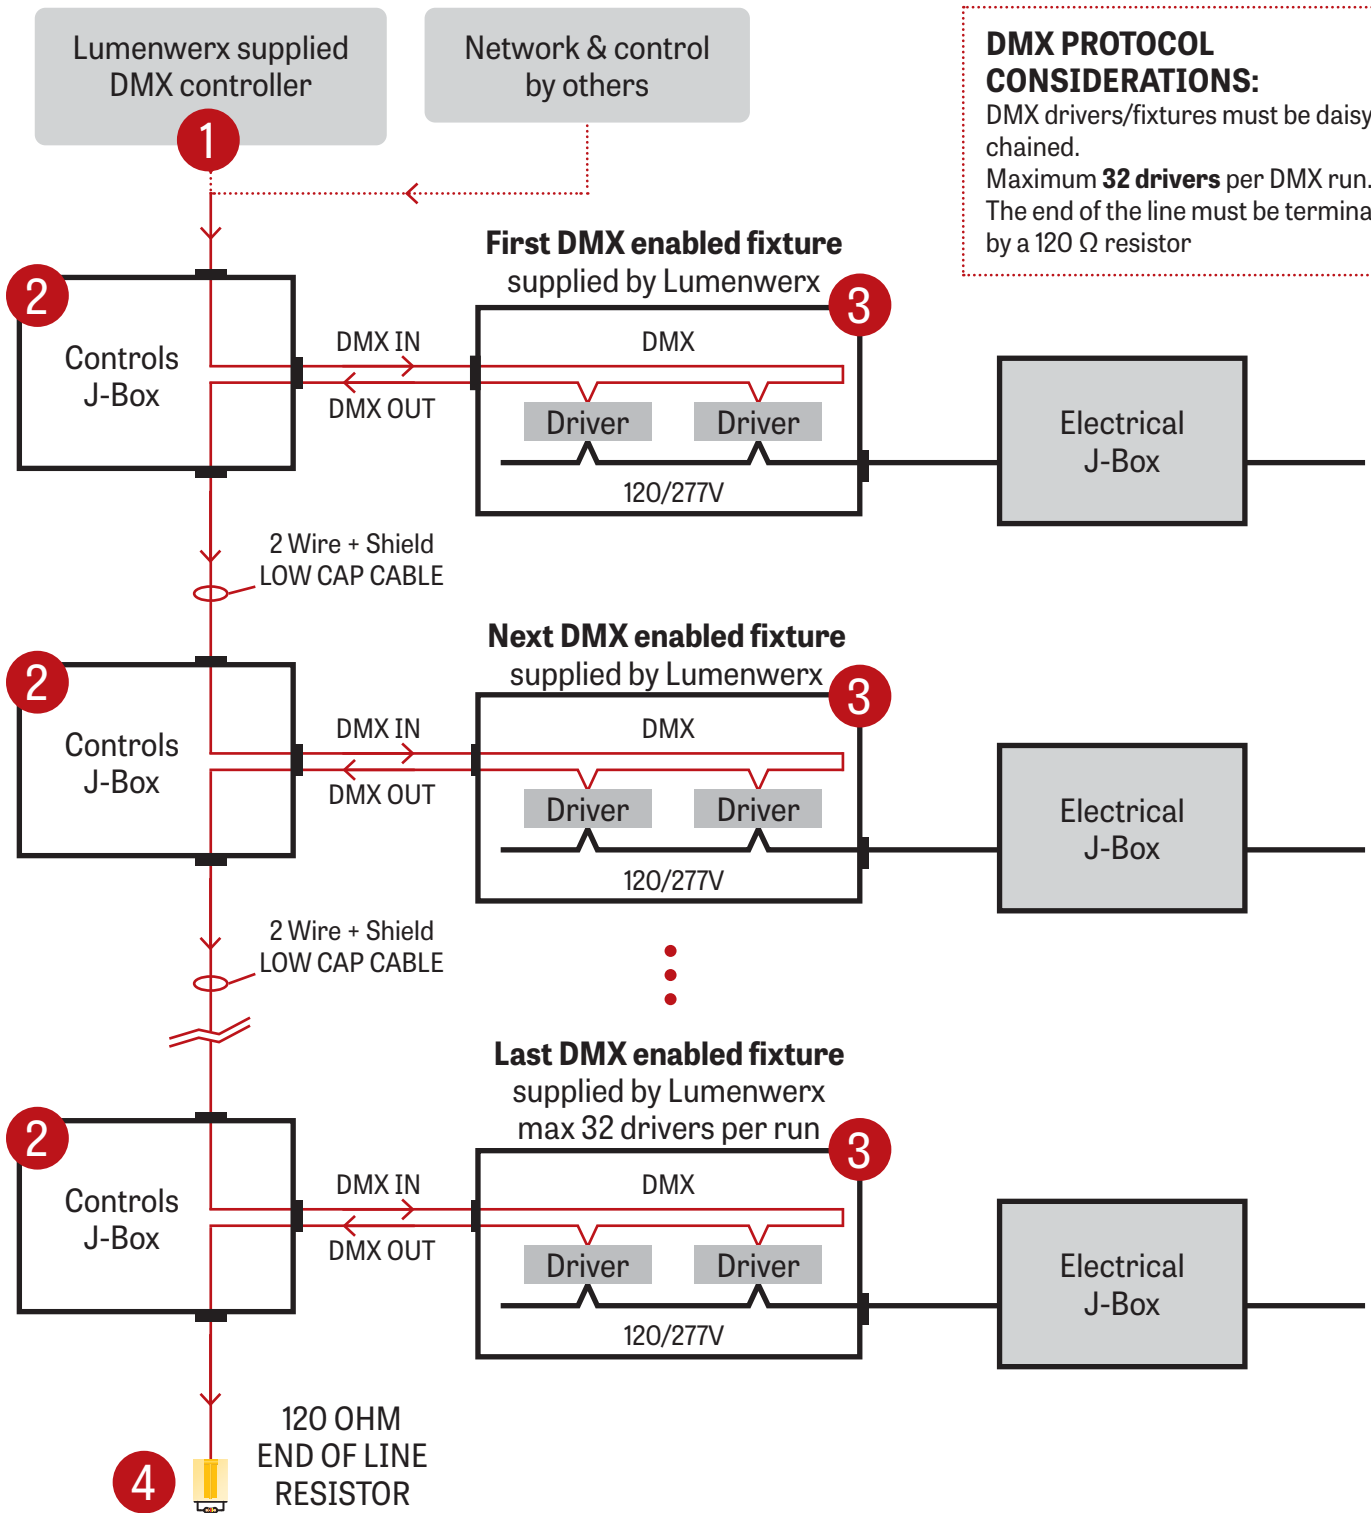 Lumenwerx supplied
DMX controller
1
Network & control
by others
DMX PROTOCOL
CONSIDERATIONS:
DMX drivers/fixtures must be daisy
chained.
Maximum 32 drivers per DMX run.
The end of the line must be termina
by a 120 Ω resistor
First DMX enabled fixture
supplied by Lumenwerx
2
3
Controls
J-Box
DMX IN
DMX OUT
DMX
Driver
Driver
120/277V
Electrical
J-Box
2 Wire + Shield
LOW CAP CABLE
Next DMX enabled fixture
supplied by Lumenwerx
2
3
Controls
J-Box
DMX IN
DMX OUT
DMX
Driver
Driver
120/277V
Electrical
J-Box
2 Wire + Shield
LOW CAP CABLE
Last DMX enabled fixture
supplied by Lumenwerx
max 32 drivers per run
2
3
Controls
J-Box
DMX IN
DMX OUT
DMX
Driver
Driver
120/277V
Electrical
J-Box
4
120 OHM
END OF LINE
RESISTOR